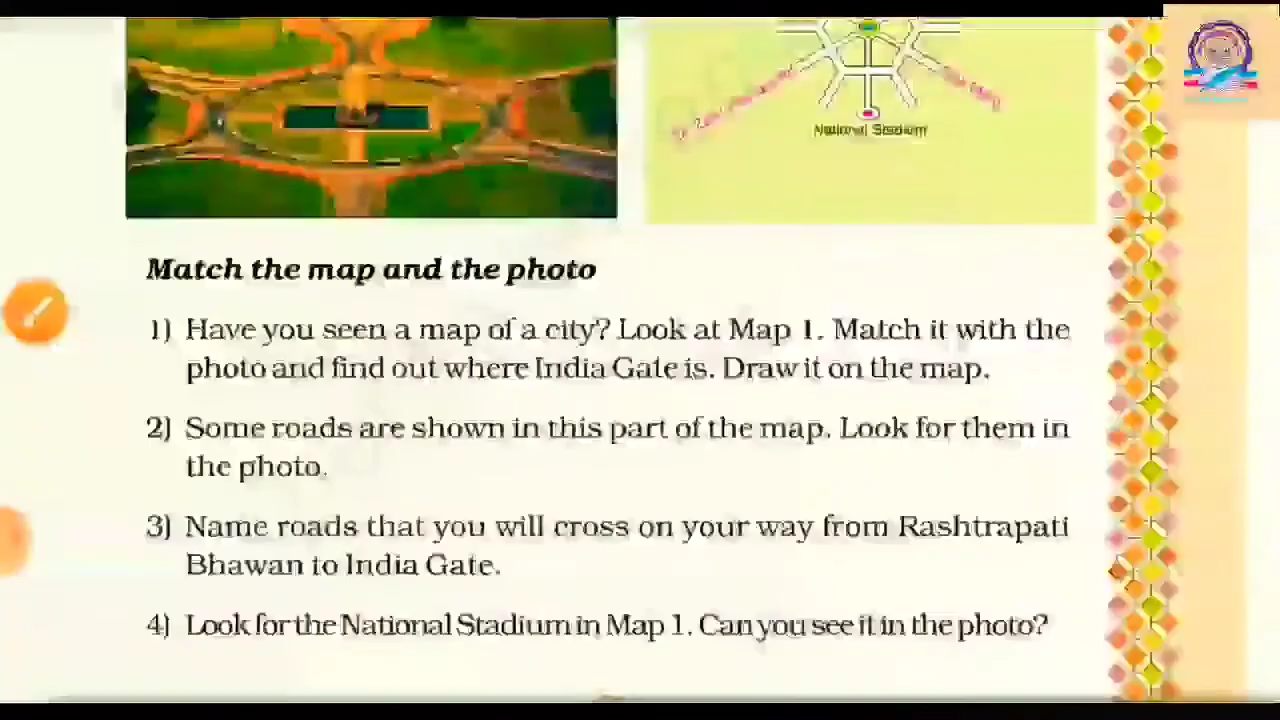 National Stadium
Match the map and the photo
1) Have you seen a map of a city? Look at Map 1. Match it with the
photo and find out where India Gate is. Draw it on the map.
2) Some roads are shown in this part of the map. Look for them in
the photo.
3) Name roads that you will cross on your way from Rashtrapati
Bhawan to India Gate.
4) Look for the National Stadium in Map 1. Can you see it in the photo?